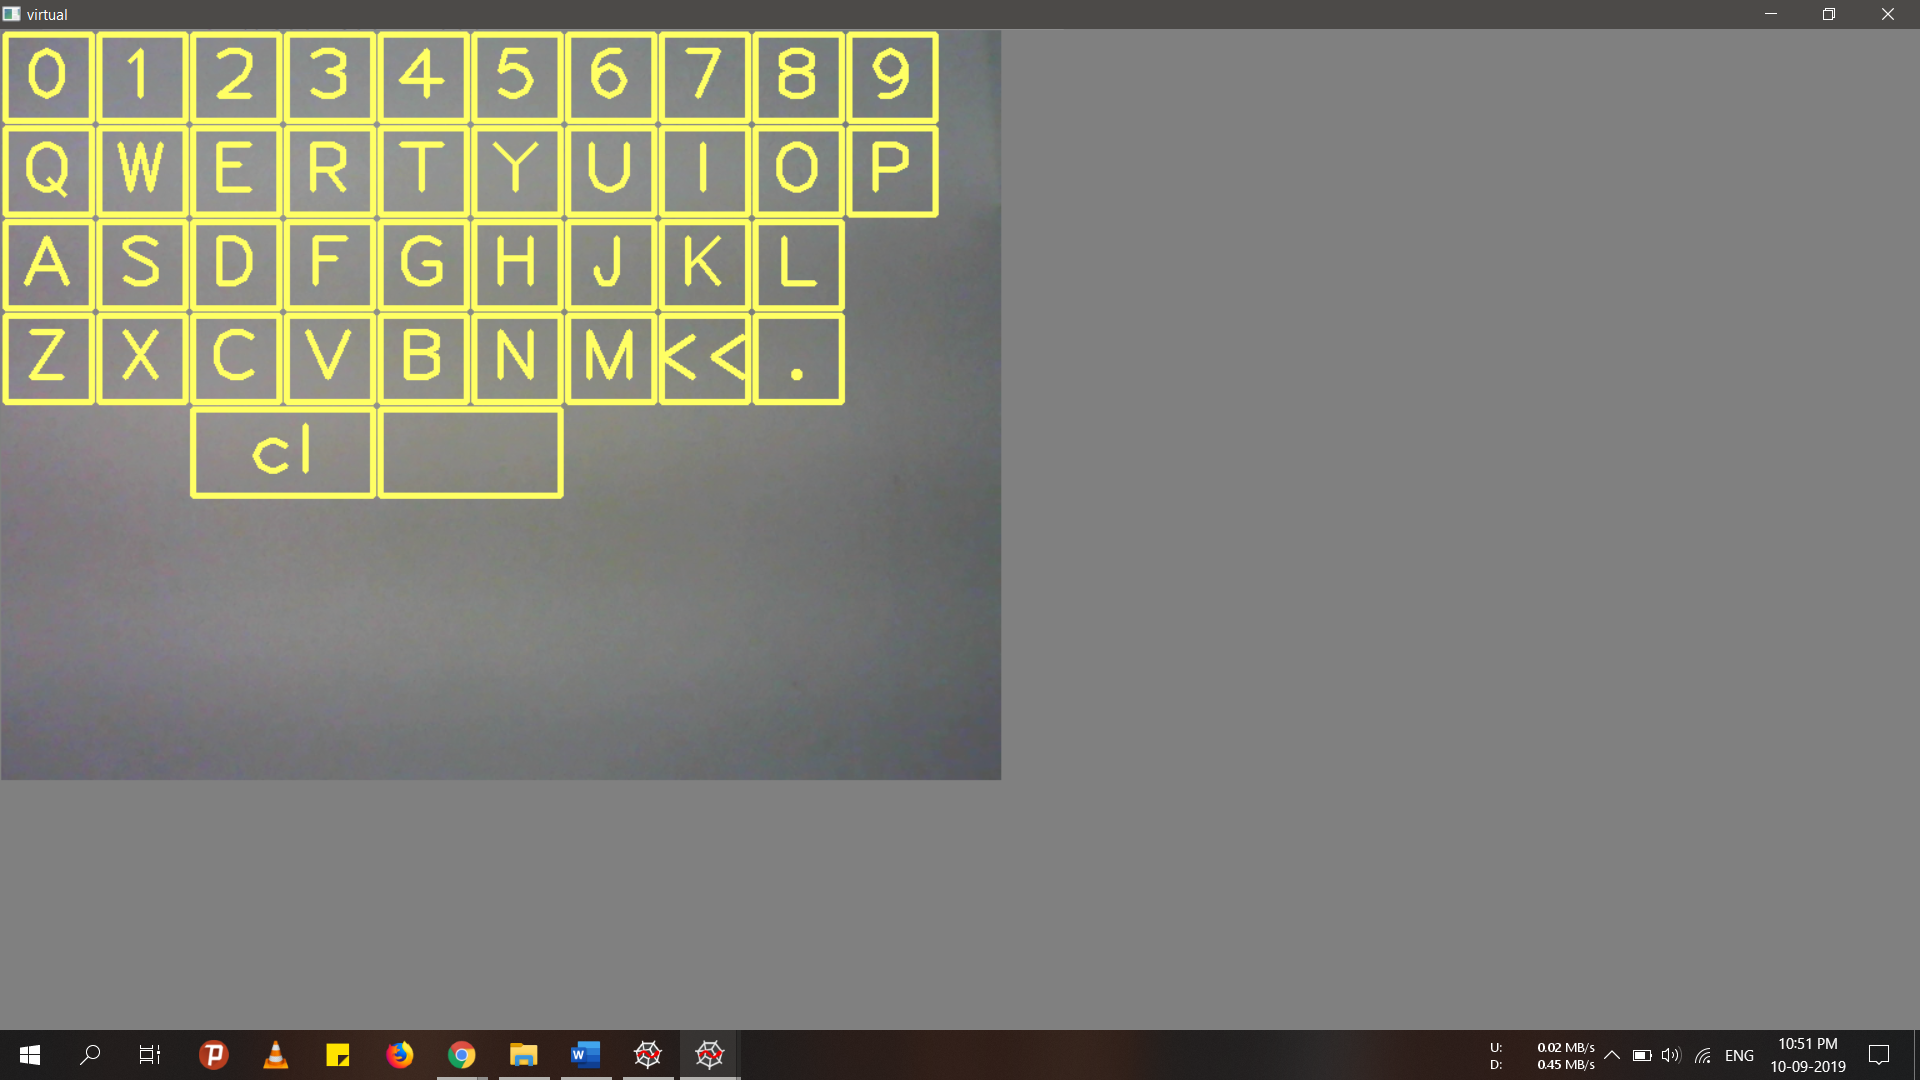 virtual
0 1 2 3 4 5 6 7 8 9
Q W E R T Y U I O P
A S D F G H J K L
Z X C V B N M << .
cl
U: 0.02 MB/s
D: 0.45 MB/s
ENG
10:51 PM
10-09-2019